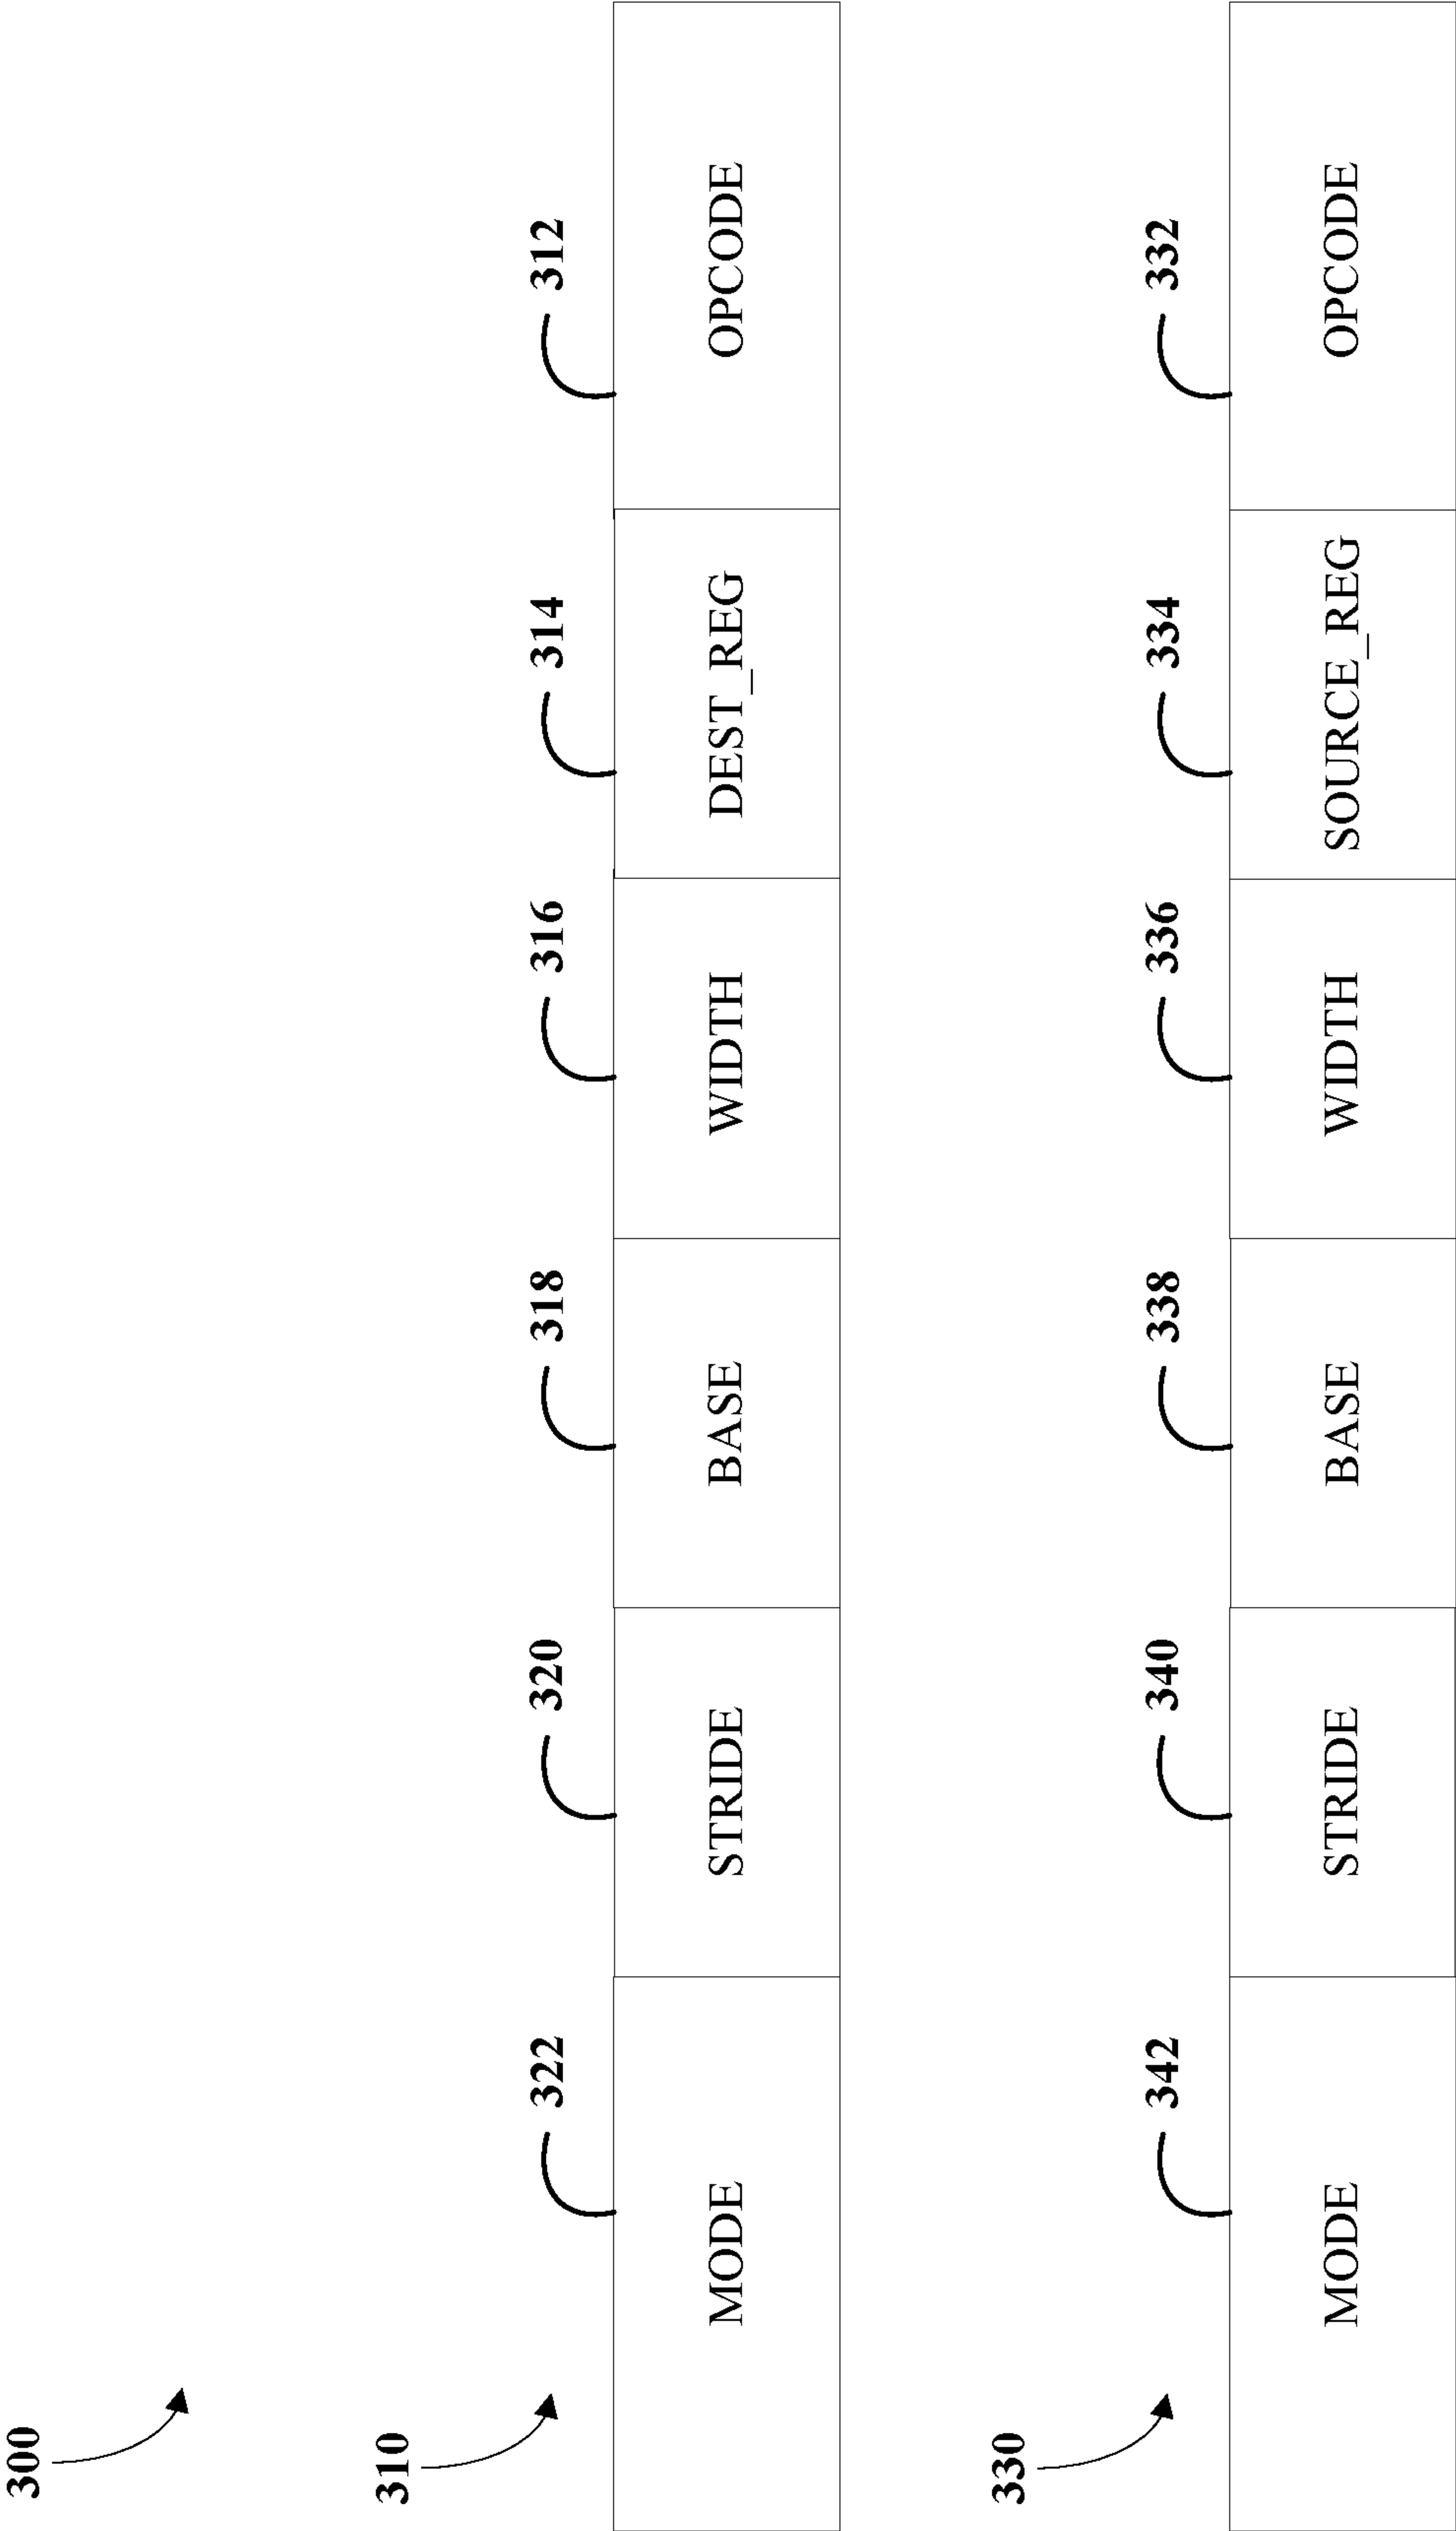 300
310
322 320 318 316 314 312
MODE STRIDE BASE WIDTH DEST_REG OPCODE
330
342 340 338 336 334 332
MODE STRIDE BASE WIDTH SOURCE_REG OPCODE